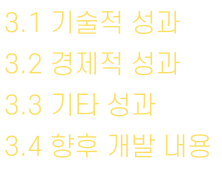 3.1 기술적 성과
3.2 경제적 성과
3.3 기타 성과
3.4 향후 개발 내용